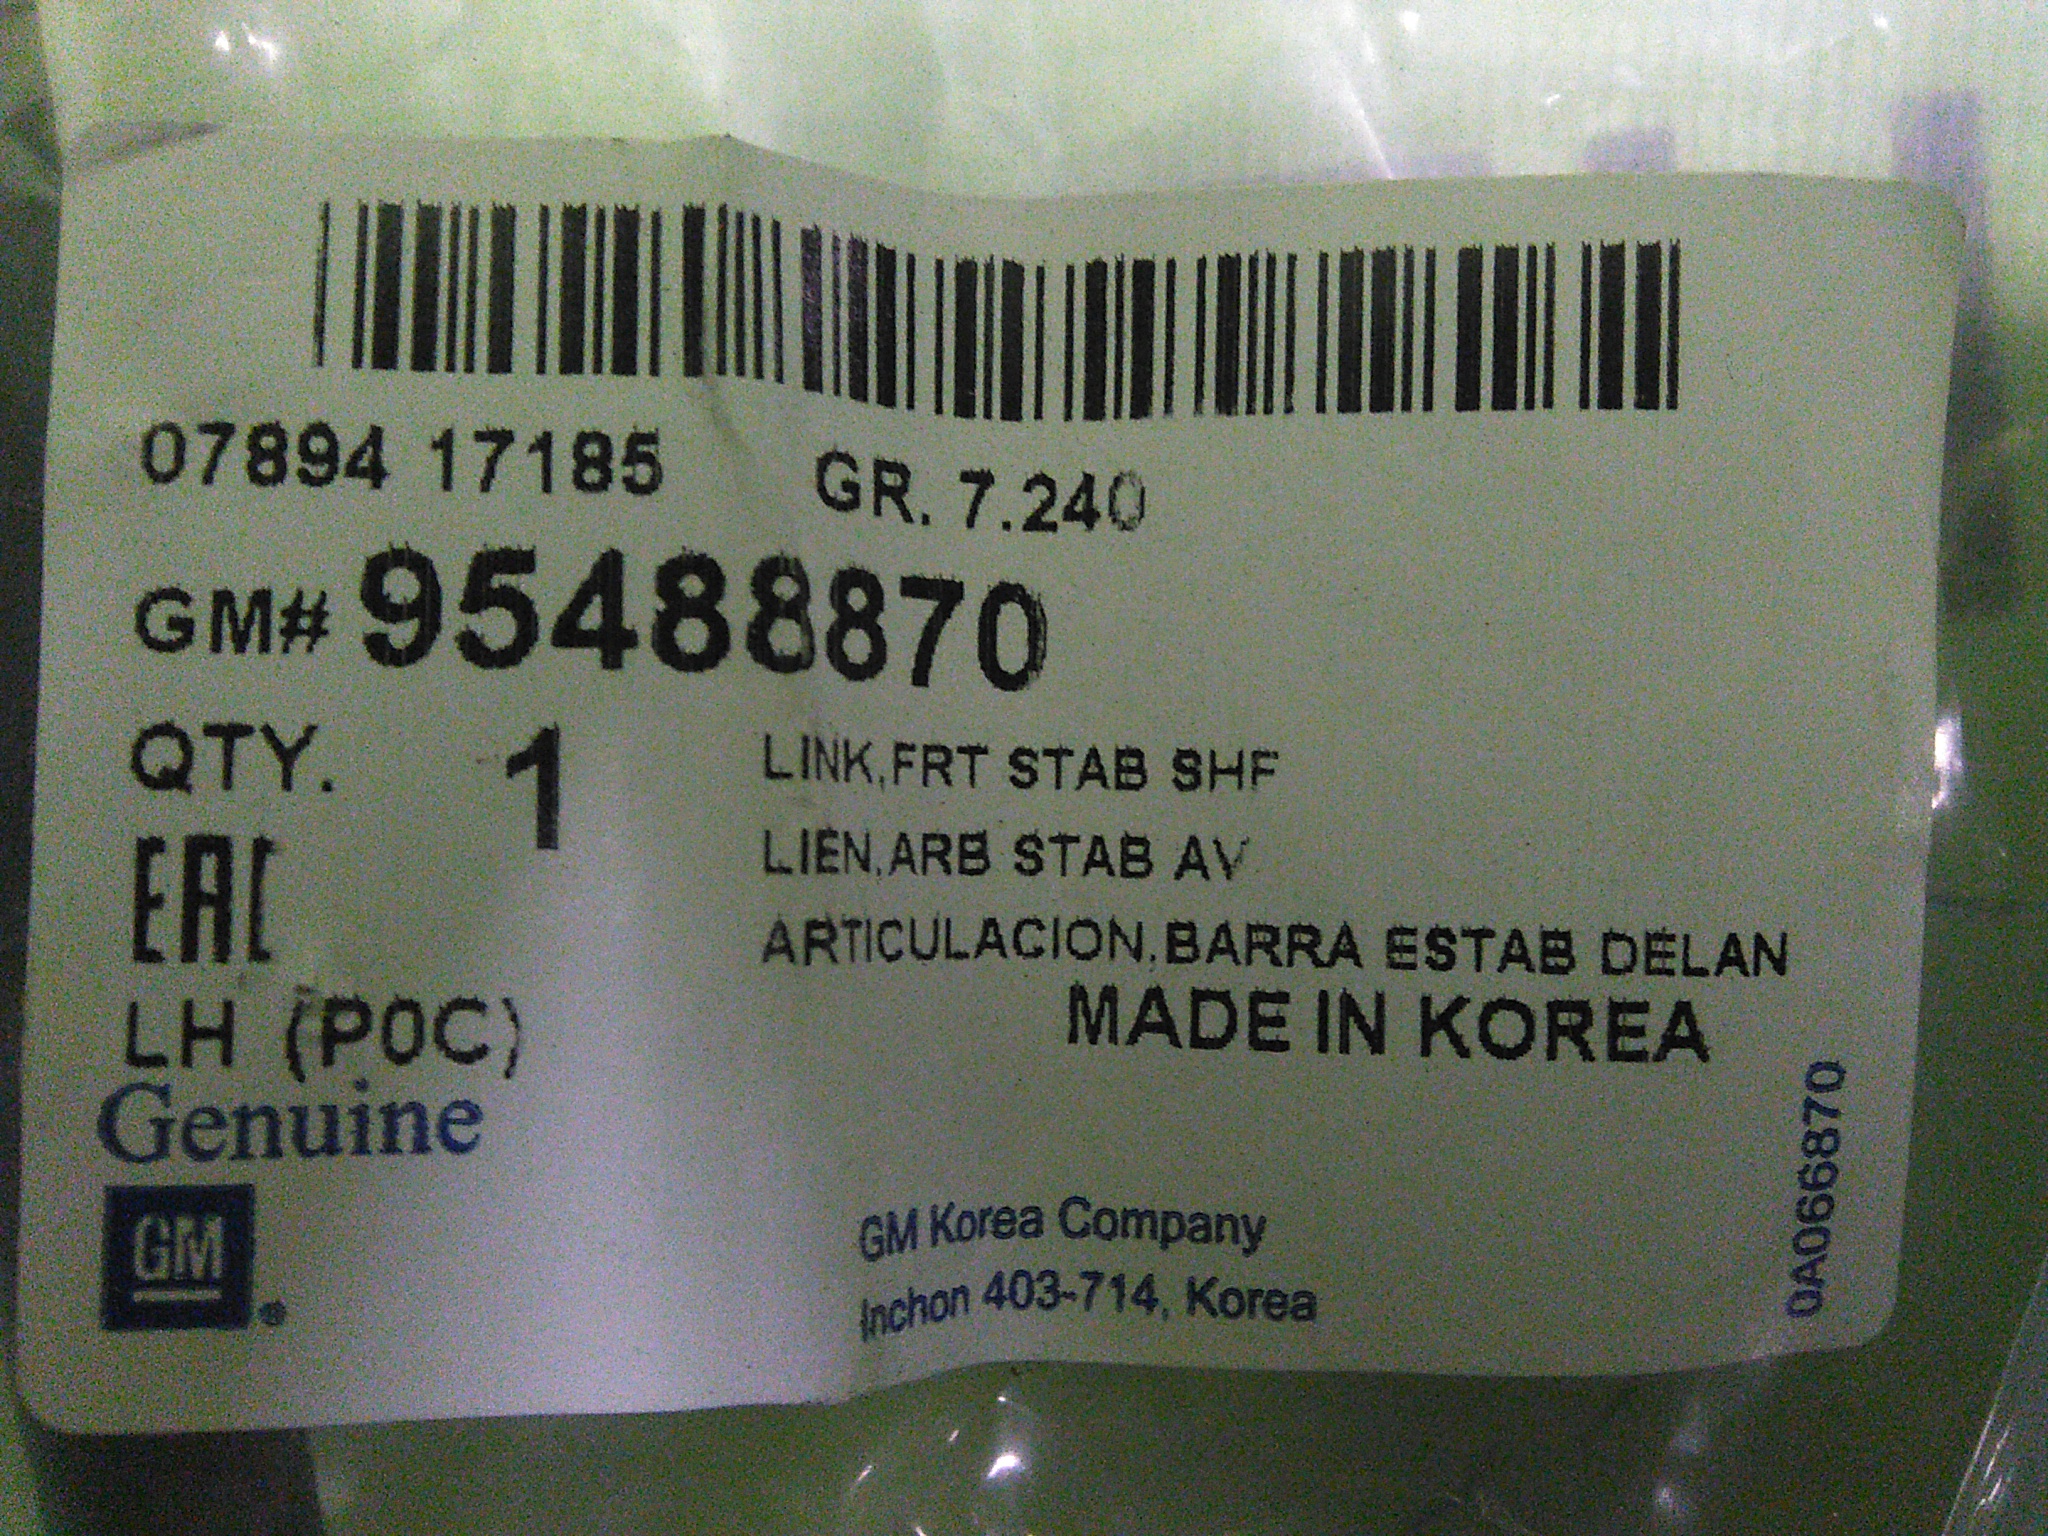 07894 17185 GR. 7.240
GM# 95488870
QTY. 1
LINK,FRT STAB SHF
LIEN,ARB STAB AV
ARTICULACION,BARRA ESTAB DELAN
EAC
LH (P0C)
MADE IN KOREA
Genuine
GM ®
GM Korea Company
Inchon 403-714, Korea
0A066870